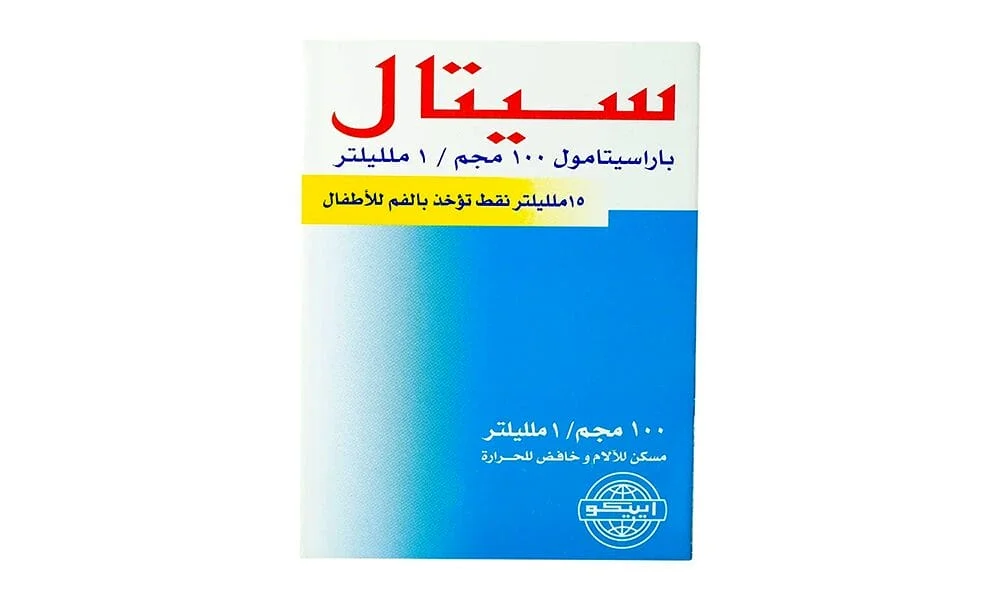 سيتال
باراسيتامول ١٠٠ مجم / ١ ملليلتر
١٥ملليلتر نقط تؤخذ بالفم للأطفال
١٠٠ مجم/ ١ ملليلتر
مسكن للآلام و خافض للحرارة
ايبيكو